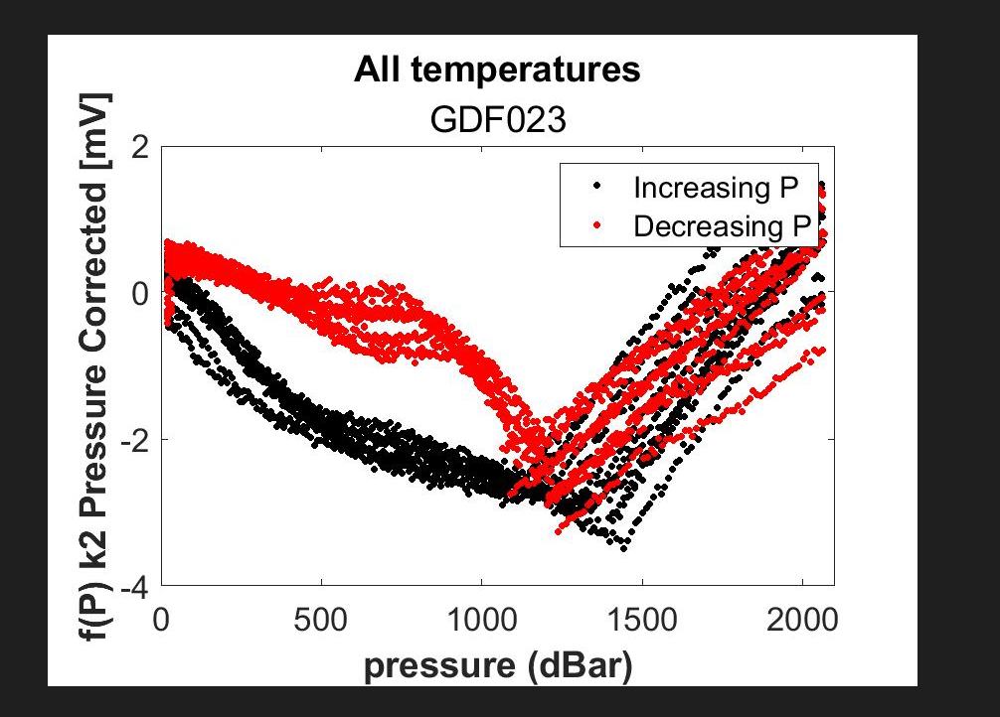 All temperatures
GDF023
f(P) k2 Pressure Corrected [mV]
2
0
-2
-4
Increasing P
Decreasing P
0 500 1000 1500 2000
pressure (dBar)